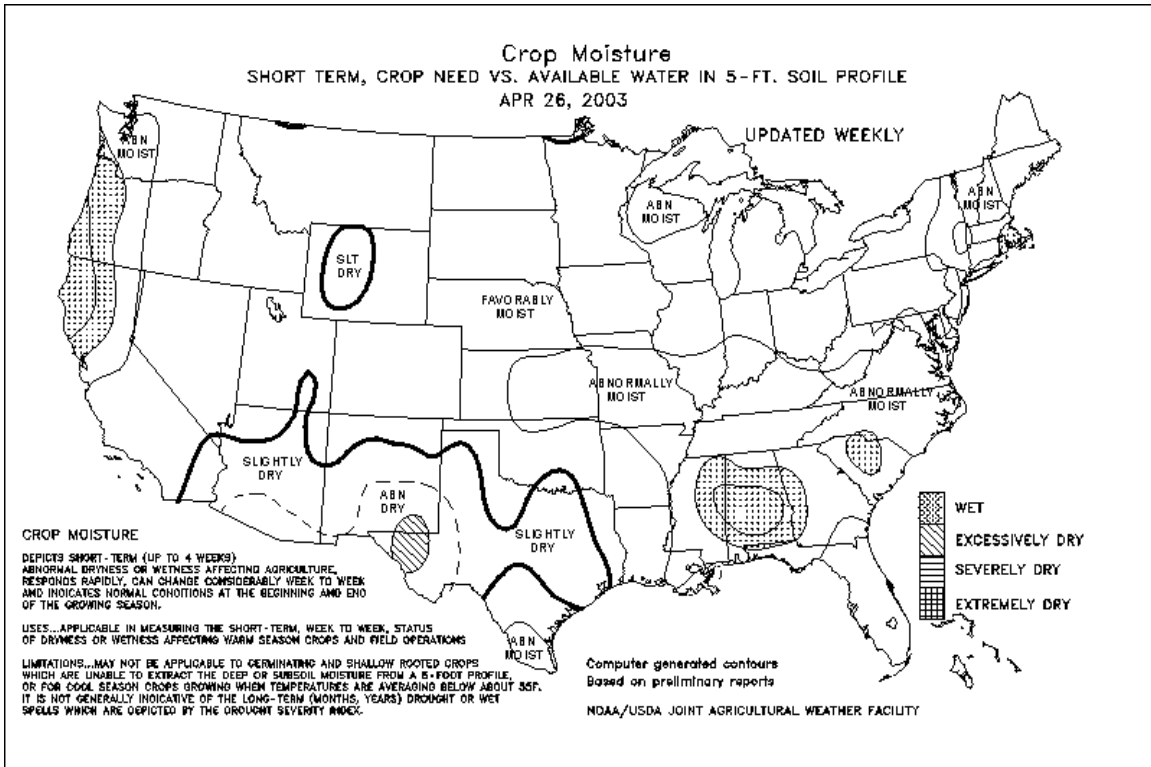 Crop Moisture
SHORT TERM, CROP NEED VS. AVAILABLE WATER IN 5-FT. SOIL PROFILE
APR 26, 2003
UPDATED WEEKLY
ABN
MOIST
ABN
MOIST
ABN
MOIST
SLT
DRY
FAVORABLY
MOIST
ABNORMALLY
MOIST
ABNORMALLY
MOIST
SLIGHTLY
DRY
ABN
DRY
SLIGHTLY
DRY
ABN
MOIST
WET
EXCESSIVELY DRY
SEVERELY DRY
EXTREMELY DRY
CROP MOISTURE
DEPICTS SHORT-TERM (UP TO 4 WEEKS)
ABNORMAL DRYNESS OR WETNESS AFFECTING AGRICULTURE,
RESPONDS RAPIDLY, CAN CHANGE CONSIDERABLY WEEK TO WEEK
AND INDICATES NORMAL CONDITIONS AT THE BEGINNING AND END
OF THE GROWING SEASON.
USES...APPLICABLE IN MEASURING THE SHORT-TERM, WEEK TO WEEK, STATUS
OF DRYNESS OR WETNESS AFFECTING WARM SEASON CROPS AND FIELD OPERATIONS
LIMITATIONS...MAY NOT BE APPLICABLE TO GERMINATING AND SHALLOW ROOTED CROPS
WHICH ARE UNABLE TO EXTRACT THE DEEP OR SUBSOIL MOISTURE FROM A 5-FOOT PROFILE,
OR FOR COOL SEASON CROPS GROWING WHEN TEMPERATURES ARE AVERAGING BELOW ABOUT 55F.
IT IS NOT GENERALLY INDICATIVE OF THE LONG-TERM (MONTHS, YEARS) DROUGHT OR WET
SPELLS WHICH ARE DEPICTED BY THE DROUGHT SEVERITY INDEX.
Computer generated contours
Based on preliminary reports
NOAA/USDA JOINT AGRICULTURAL WEATHER FACILITY